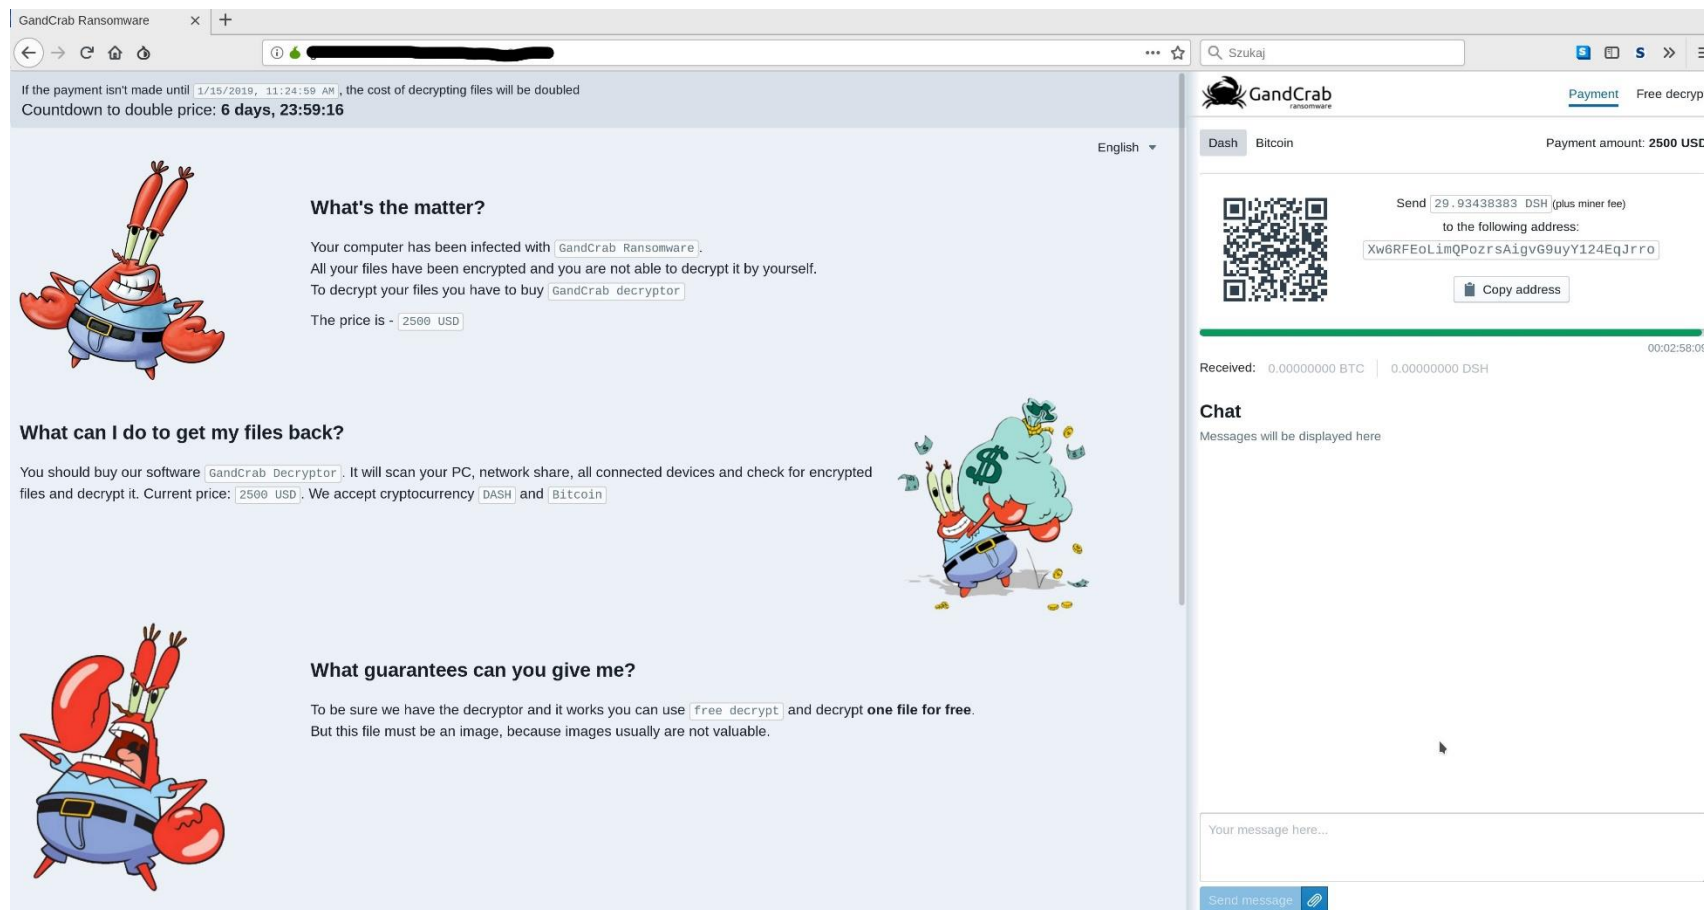 GandCrab Ransomware
Szukaj
If the payment isn't made until 1/15/2019, 11:24:59 AM, the cost of decrypting files will be doubled
Countdown to double price: 6 days, 23:59:16
English
What's the matter?
Your computer has been infected with GandCrab Ransomware.
All your files have been encrypted and you are not able to decrypt it by yourself.
To decrypt your files you have to buy GandCrab decryptor
The price is - 2500 USD
What can I do to get my files back?
You should buy our software GandCrab Decryptor. It will scan your PC, network share, all connected devices and check for encrypted
files and decrypt it. Current price: 2500 USD. We accept cryptocurrency DASH and Bitcoin
$
What guarantees can you give me?
To be sure we have the decryptor and it works you can use free decrypt and decrypt one file for free.
But this file must be an image, because images usually are not valuable.
GandCrab
ransomware
Payment Free decryp
Dash Bitcoin Payment amount: 2500 USD
Send 29.93438383 DSH (plus miner fee)
to the following address:
Xw6RFEoLimQPozrsAigvG9uyY124EqJrro
Copy address
00:02:58:09
Received: 0.00000000 BTC 0.00000000 DSH
Chat
Messages will be displayed here
Your message here...
Send message